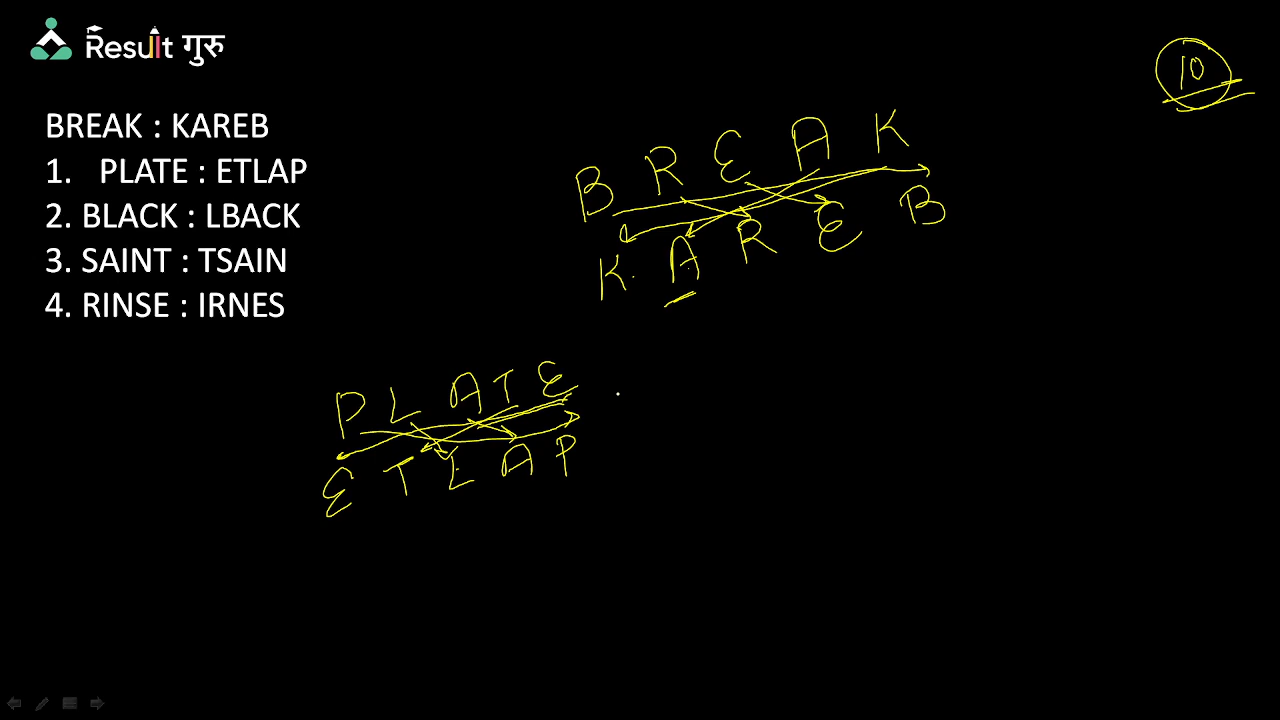 Result गुरु
10
BREAK : KAREB
1. PLATE : ETLAP
2. BLACK : LBACK
3. SAINT : TSAIN
4. RINSE : IRNES
B R E A K
K. A R E B
P L A T E
E T L A P